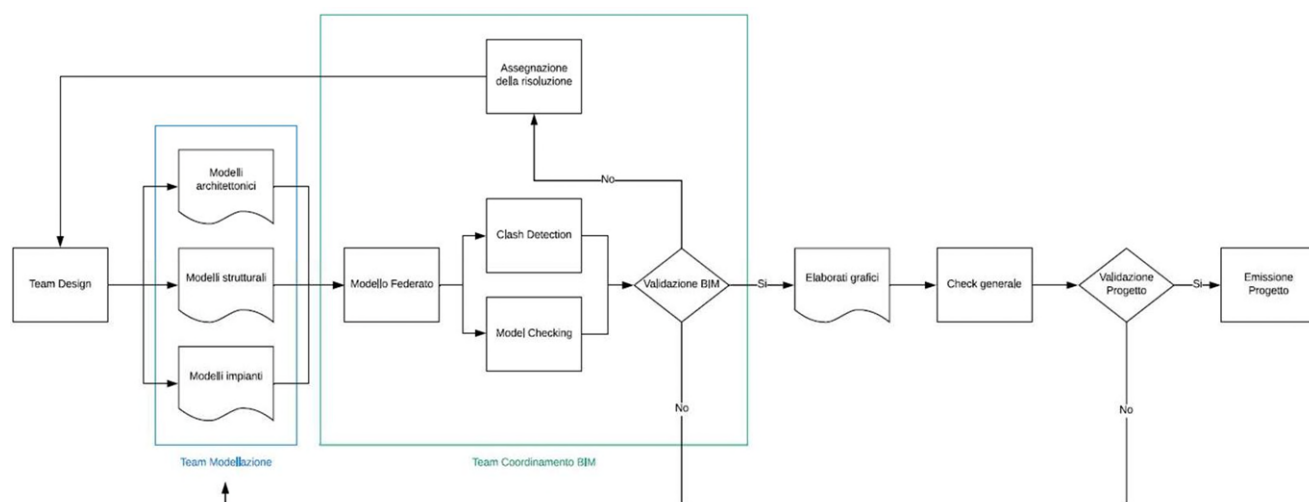 Assegnazione
della risoluzione
Modelli
architettonici
No
Clash Detection
Team Design
Modelli strutturali
Modello Federato
Validazione BIM
Si
Elaborati grafici
Check generale
Validazione
Progetto
Si
Emissione
Progetto
Model Checking
Modelli impianti
No
No
Team Modellazione
Team Coordinamento BIM